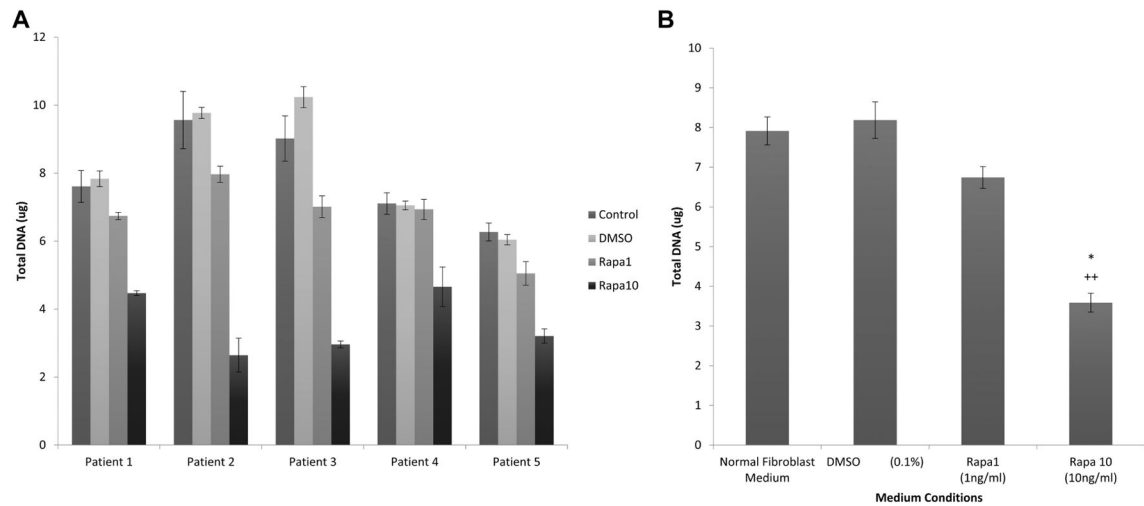 A
Total DNA (ug)
12
10
8
6
4
2
0
Patient 1
Patient 2
Patient 3
Patient 4
Patient 5
Control
DMSO
Rapa1
Rapa10
B
Total DNA (ug)
10
9
8
7
6
5
4
3
2
1
0
*
++
Normal Fibroblast
Medium
DMSO (0.1%)
Rapa1
(1ng/ml)
Rapa 10
(10ng/ml)
Medium Conditions